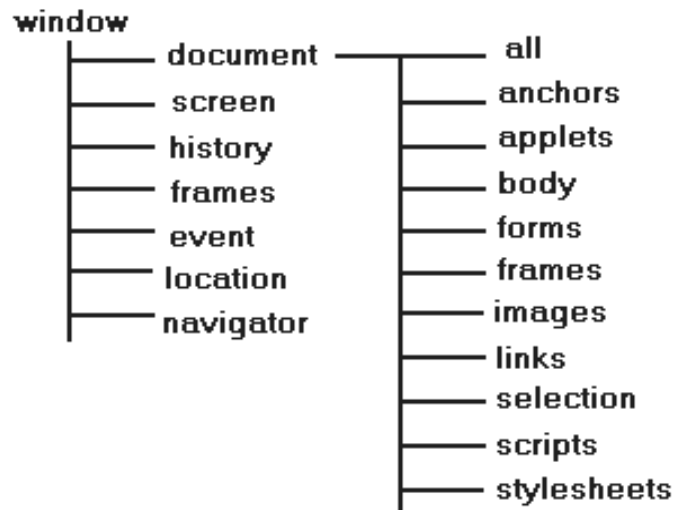 window
document
screen
history
frames
event
location
navigator
all
anchors
applets
body
forms
frames
images
links
selection
scripts
stylesheets